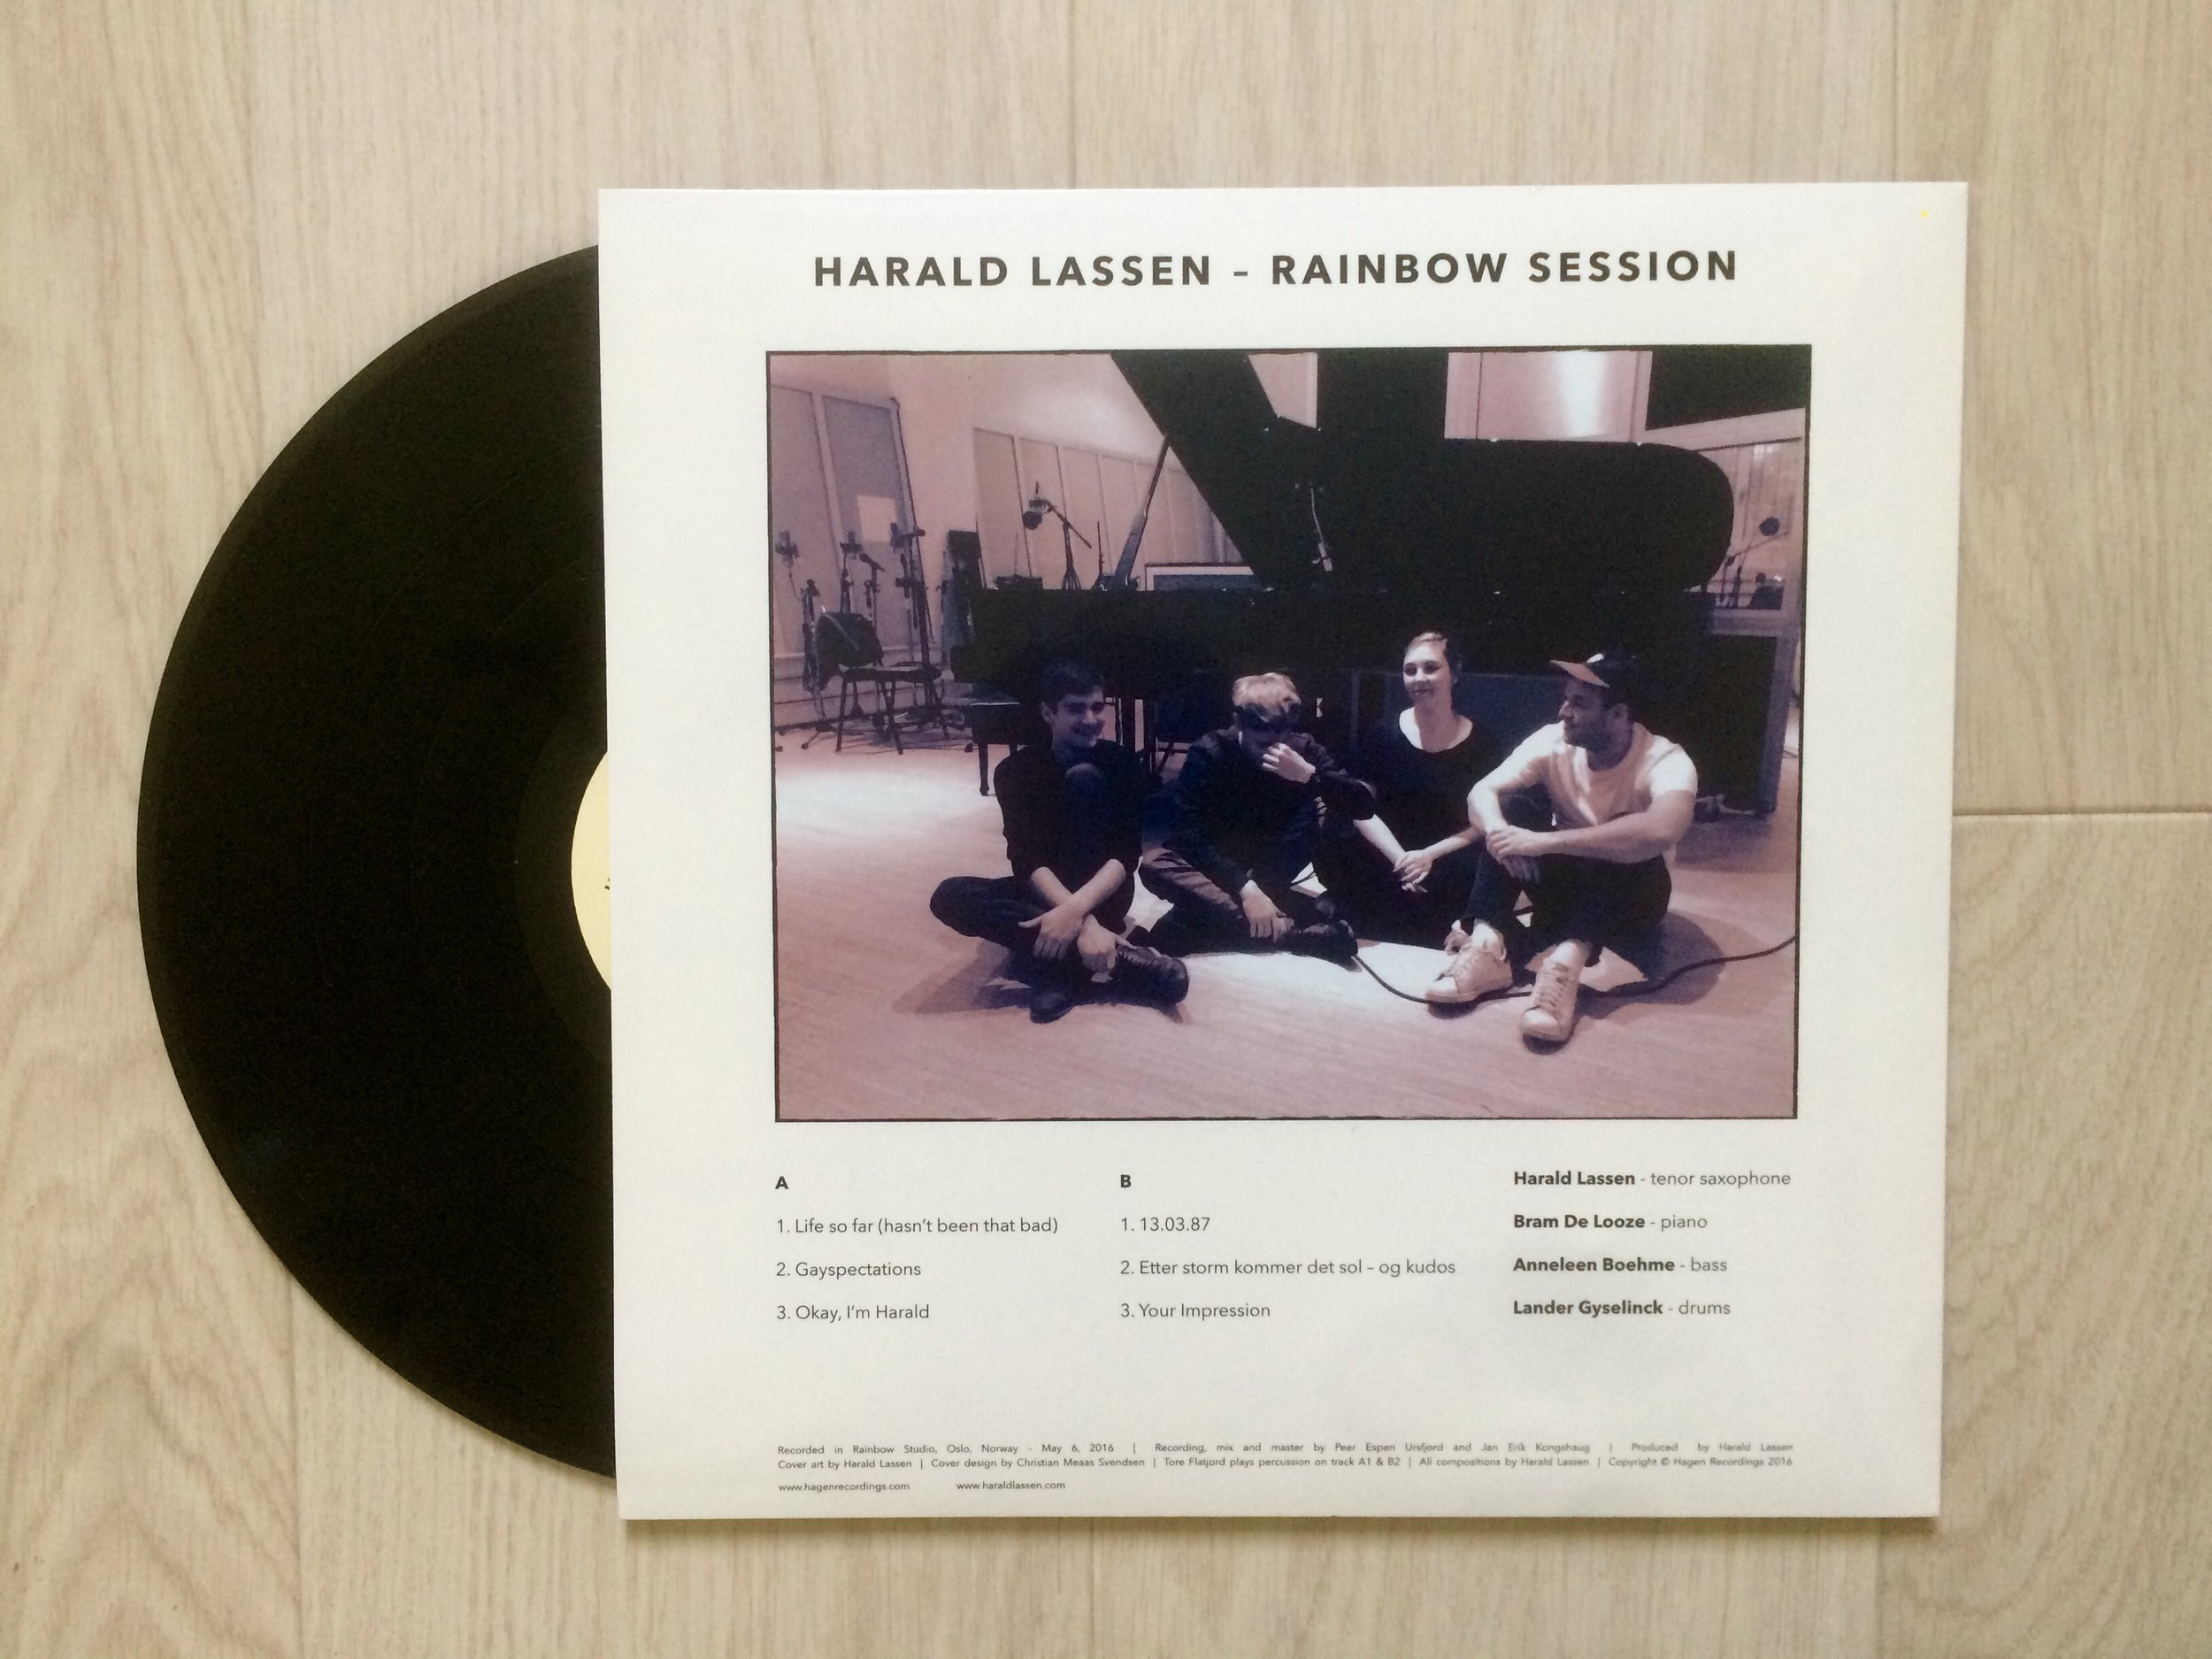 HARALD LASSEN – RAINBOW SESSION
A
1. Life so far (hasn't been that bad)
2. Gayspectations
3. Okay, I'm Harald
B
1. 13.03.87
2. Etter storm kommer det sol – og kudos
3. Your Impression
Harald Lassen - tenor saxophone
Bram De Looze - piano
Anneleen Boehme - bass
Lander Gyselinck - drums
Recorded in Rainbow Studio, Oslo, Norway - May 6, 2016 | Recording, mix and master by Peer Espen Ursfjord and Jan Erik Kongshaug | Produced by Harald Lassen
Cover art by Harald Lassen | Cover design by Christian Meaas Svendsen | Tore Flatjord plays percussion on track A1 & B2 | All compositions by Harald Lassen | Copyright © Hagen Recordings 2016
www.hagenrecordings.com www.haraldlassen.com